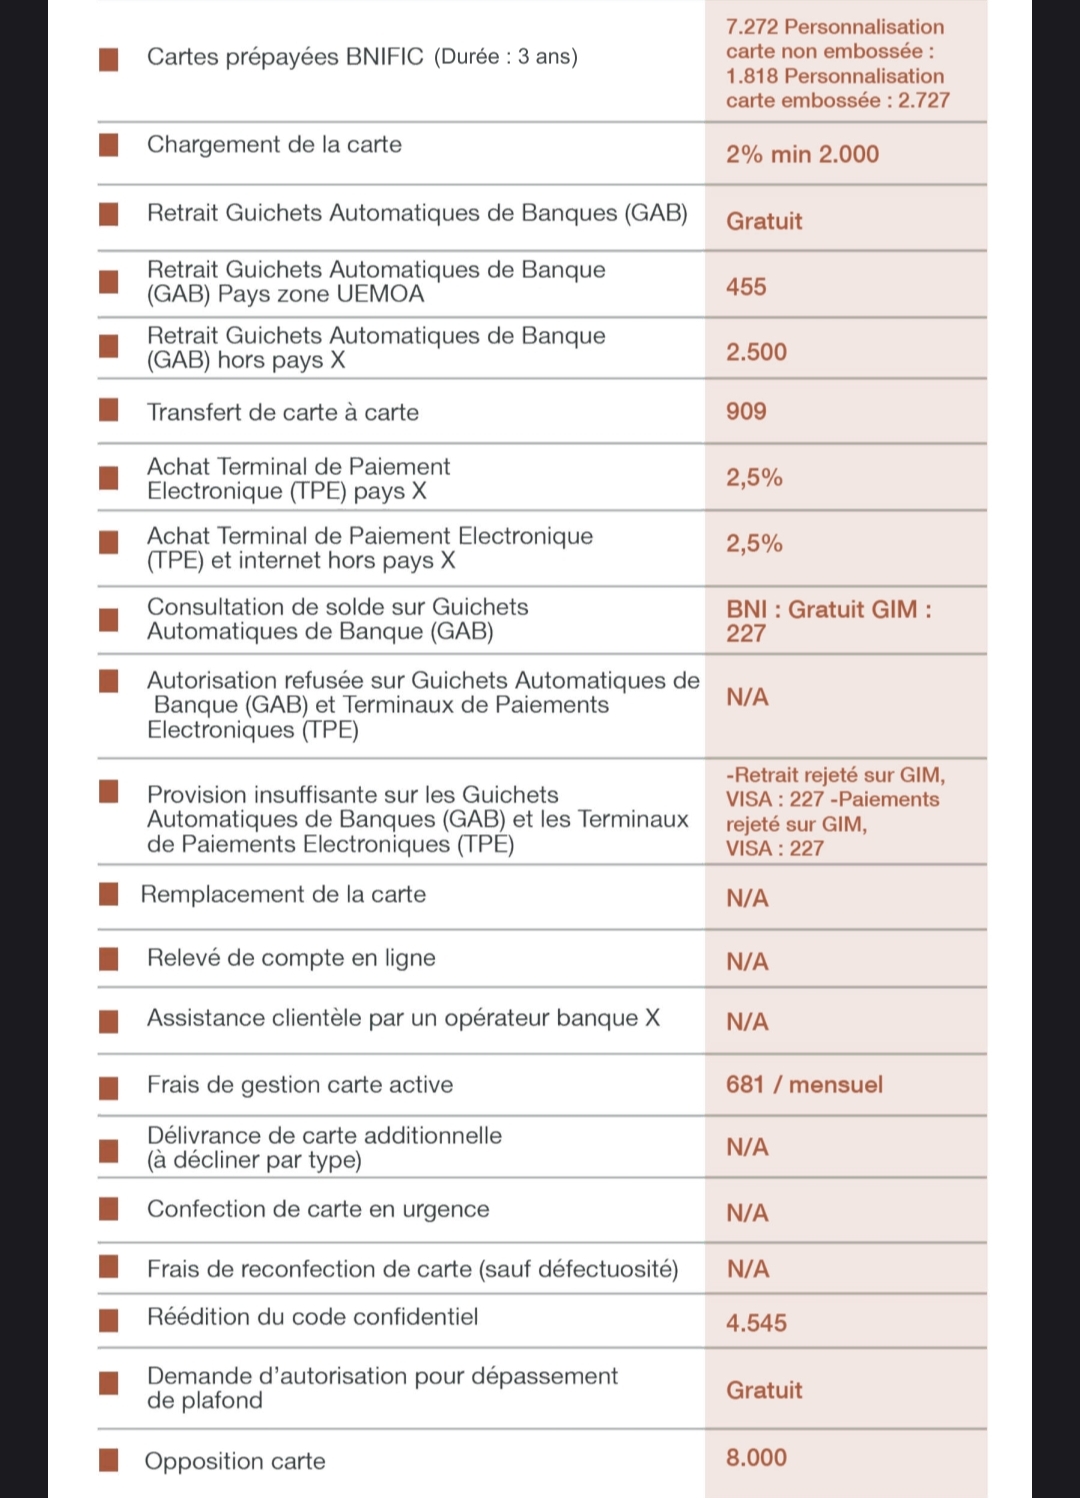 Cartes prépayées BNIFIC (Durée : 3 ans)
7.272 Personnalisation
carte non embossée :
1.818 Personnalisation
carte embossée : 2.727
Chargement de la carte
2% min 2.000
Retrait Guichets Automatiques de Banques (GAB)
Gratuit
Retrait Guichets Automatiques de Banque
(GAB) Pays zone UEMOA
455
Retrait Guichets Automatiques de Banque
(GAB) hors pays X
2.500
Transfert de carte à carte
909
Achat Terminal de Paiement
Electronique (TPE) pays X
2,5%
Achat Terminal de Paiement Electronique
(TPE) et internet hors pays X
2,5%
Consultation de solde sur Guichets
Automatiques de Banque (GAB)
BNI : Gratuit GIM :
227
Autorisation refusée sur Guichets Automatiques de
Banque (GAB) et Terminaux de Paiements
Electroniques (TPE)
N/A
Provision insuffisante sur les Guichets
Automatiques de Banques (GAB) et les Terminaux
de Paiements Electroniques (TPE)
-Retrait rejeté sur GIM,
VISA : 227 -Paiements
rejeté sur GIM,
VISA : 227
Remplacement de la carte
N/A
Relevé de compte en ligne
N/A
Assistance clientèle par un opérateur banque X
N/A
Frais de gestion carte active
681 / mensuel
Délivrance de carte additionnelle
(à décliner par type)
N/A
Confection de carte en urgence
N/A
Frais de reconfection de carte (sauf défectuosité)
N/A
Réédition du code confidentiel
4.545
Demande d'autorisation pour dépassement
de plafond
Gratuit
Opposition carte
8.000